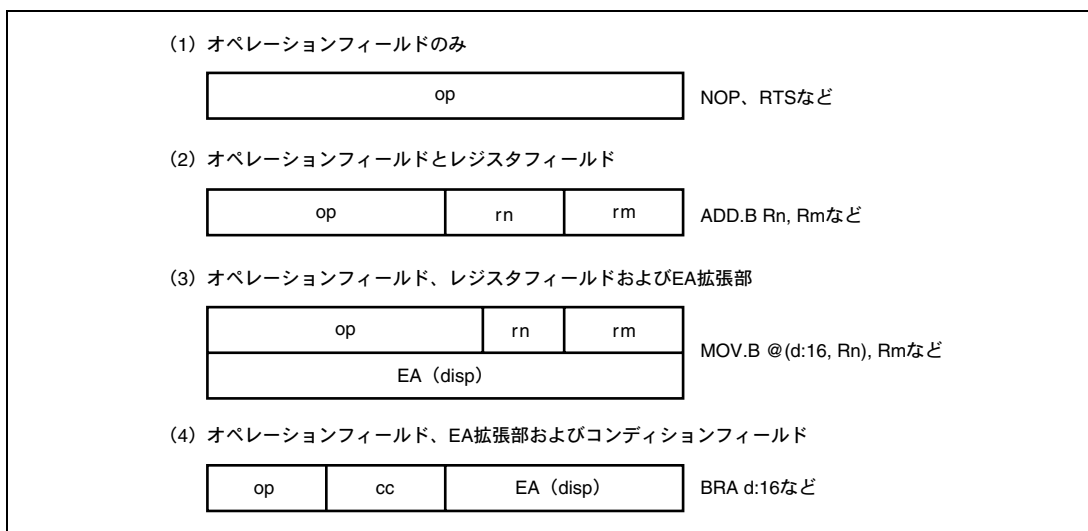 (1) オペレーションフィールドのみ
op
NOP、RTSなど
(2) オペレーションフィールドとレジスタフィールド
op rn rm
ADD.B Rn, Rmなど
(3) オペレーションフィールド、レジスタフィールドおよびEA拡張部
op rn rm
EA(disp)
MOV.B @(d:16, Rn), Rmなど
(4) オペレーションフィールド、EA拡張部およびコンディションフィールド
op cc EA(disp)
BRA d:16など